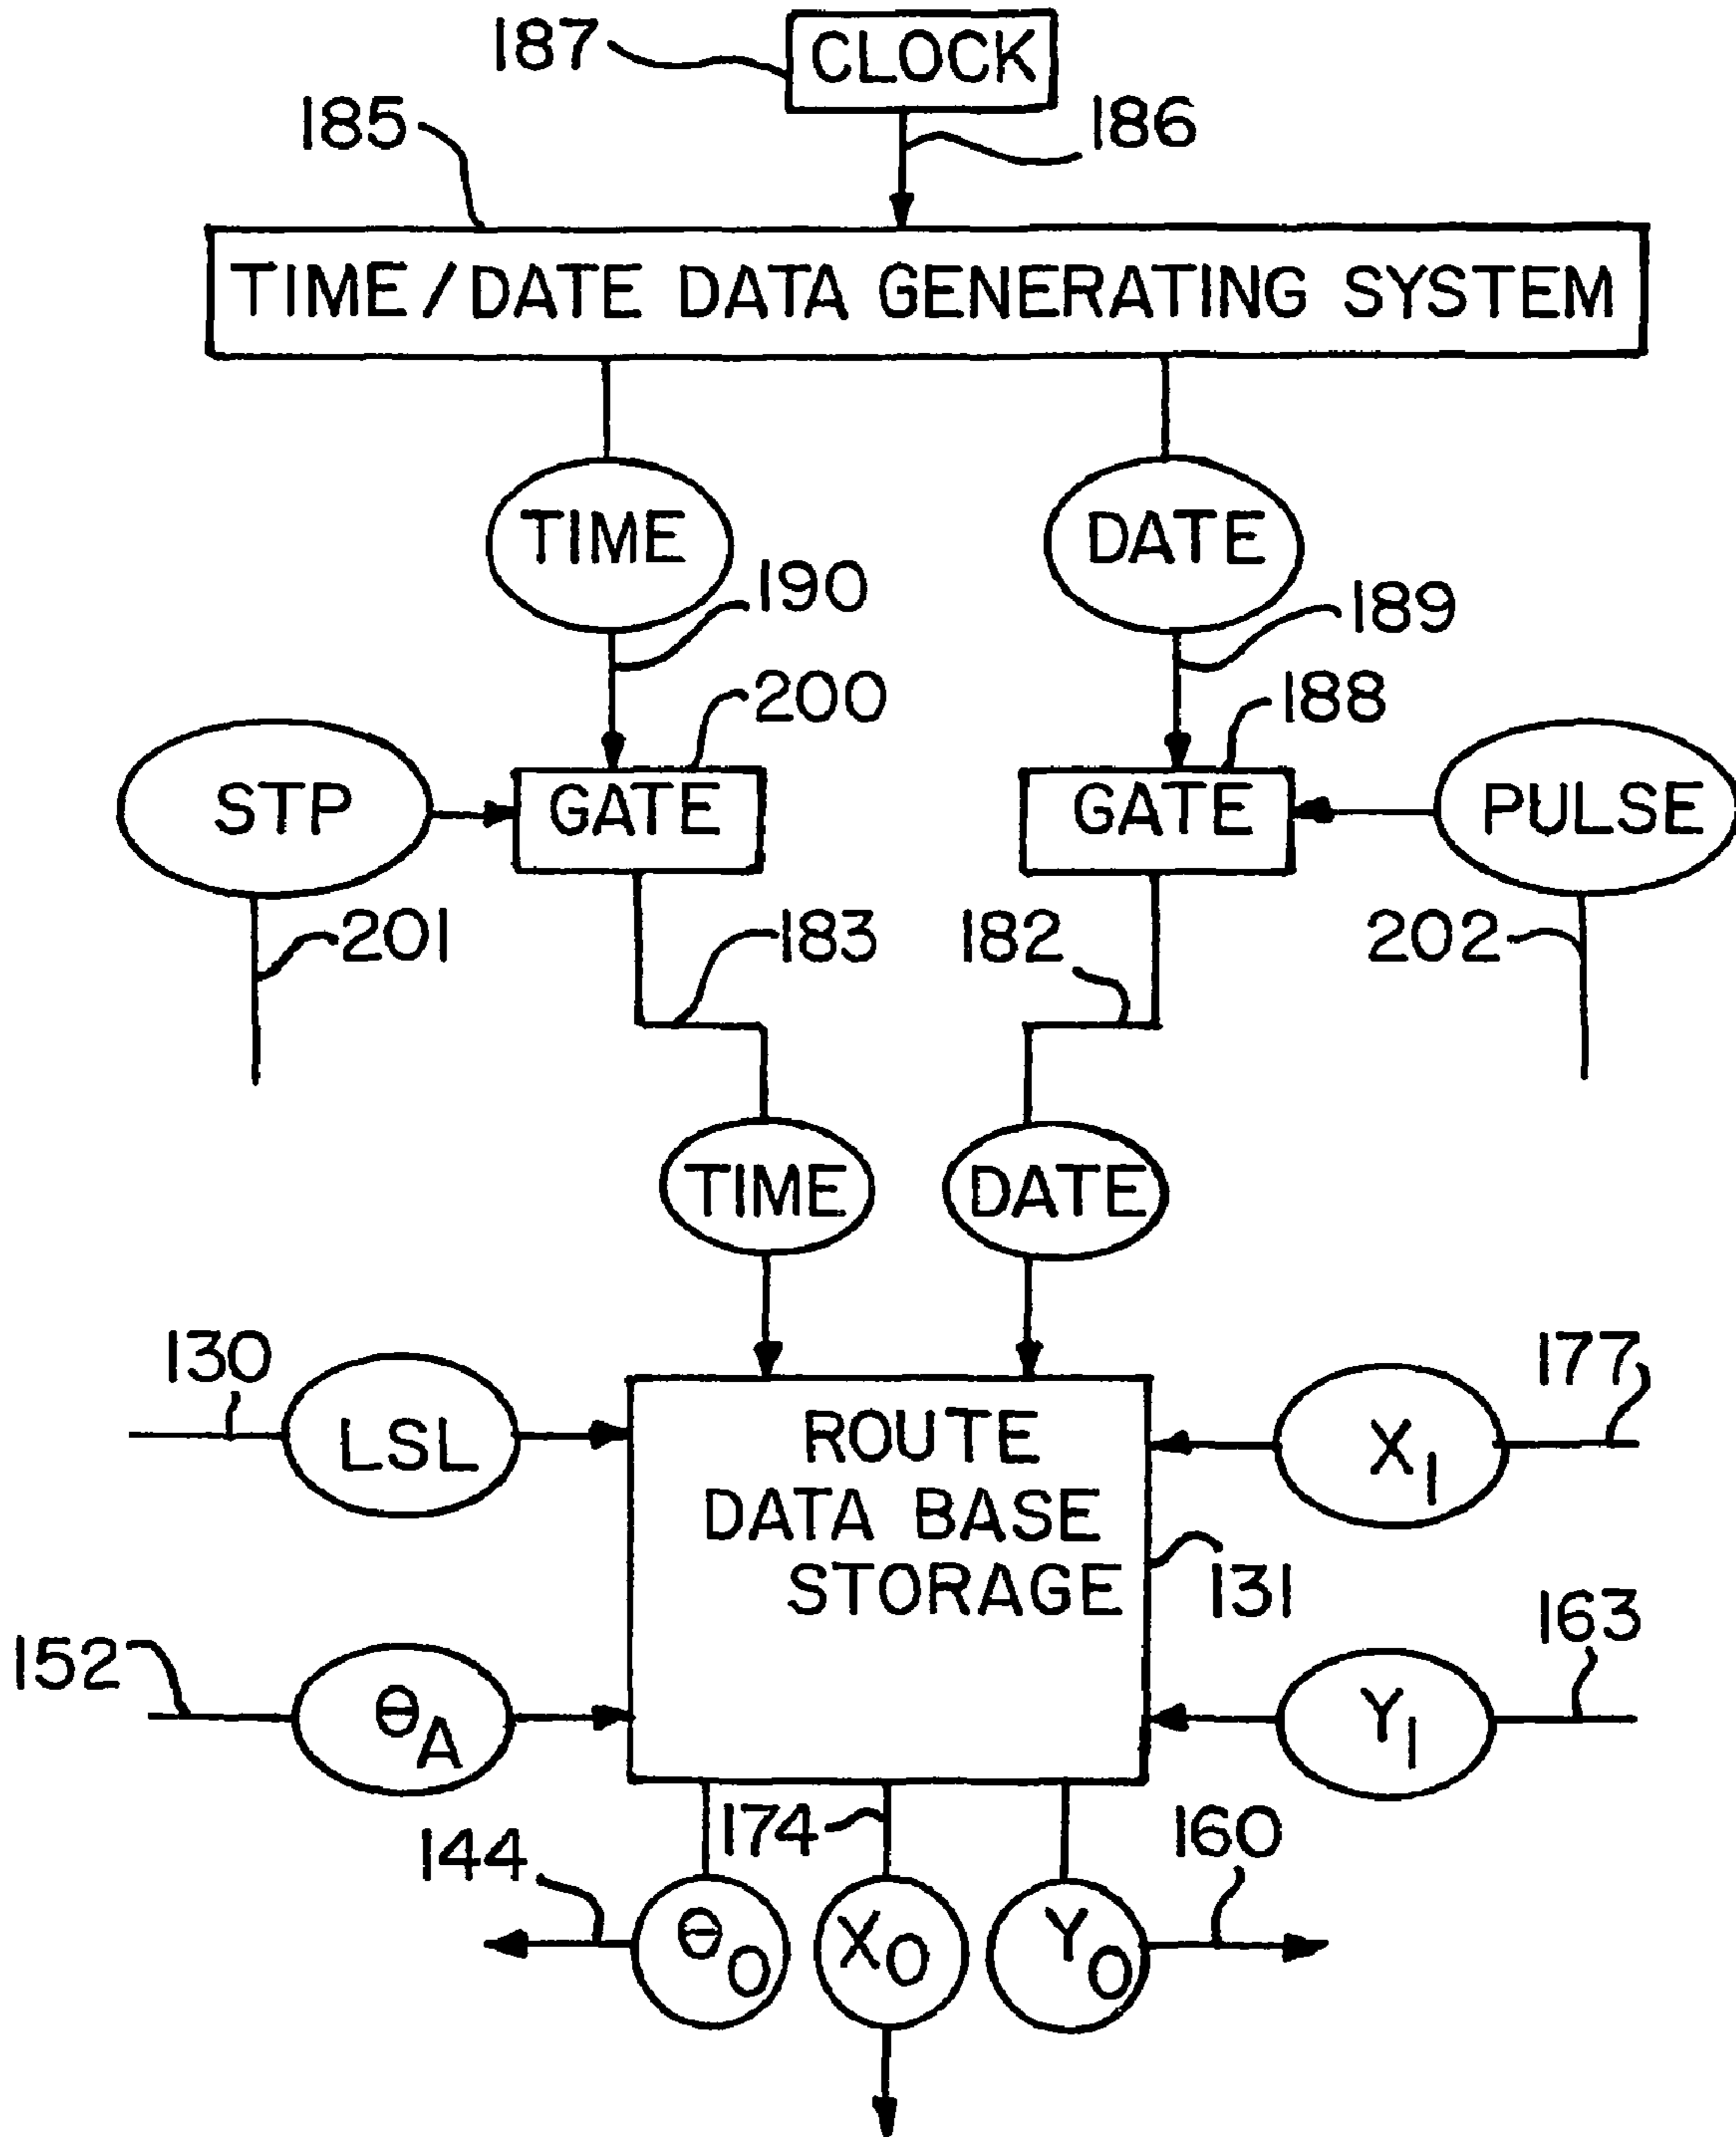 187
CLOCK
185
186
TIME/DATE DATA GENERATING SYSTEM
TIME
DATE
190
189
200
188
STP
GATE
GATE
PULSE
201
183
182
202
TIME
DATE
130
177
LSL
ROUTE
DATA BASE
STORAGE
X₁
131
152
163
θA
Y₁
174
144
160
θO
XO
YO